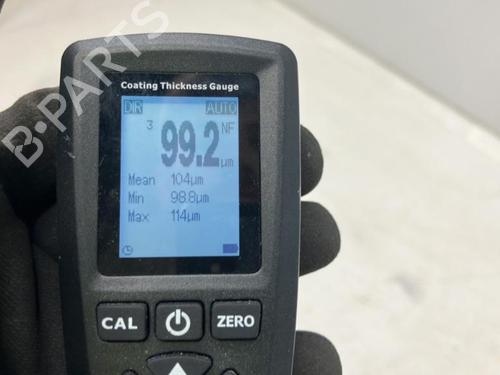 B-PARTS
Coating Thickness Gauge
DIR AUTO
3 99.2 NF µm
Mean 104µm
Min 98.8µm
Max 114µm
CAL ZERO